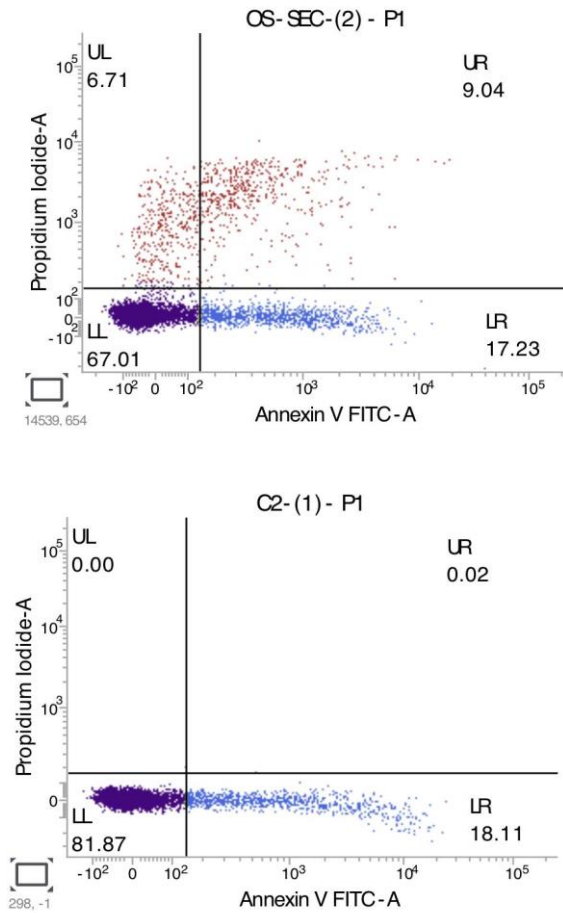 OS-SEC-(2) - P1
UL
6.71
UR
9.04
LL
67.01
LR
17.23
Propidium Iodide-A
10^5
10^4
10^3
10^2
0
-10^2
-10^2 0 10^2 10^3 10^4 10^5
Annexin V FITC-A
14539, 654
C2-(1) - P1
UL
0.00
UR
0.02
LL
81.87
LR
18.11
Propidium Iodide-A
10^5
10^4
10^3
0
-10^2 0 10^2 10^3 10^4 10^5
Annexin V FITC-A
298, -1